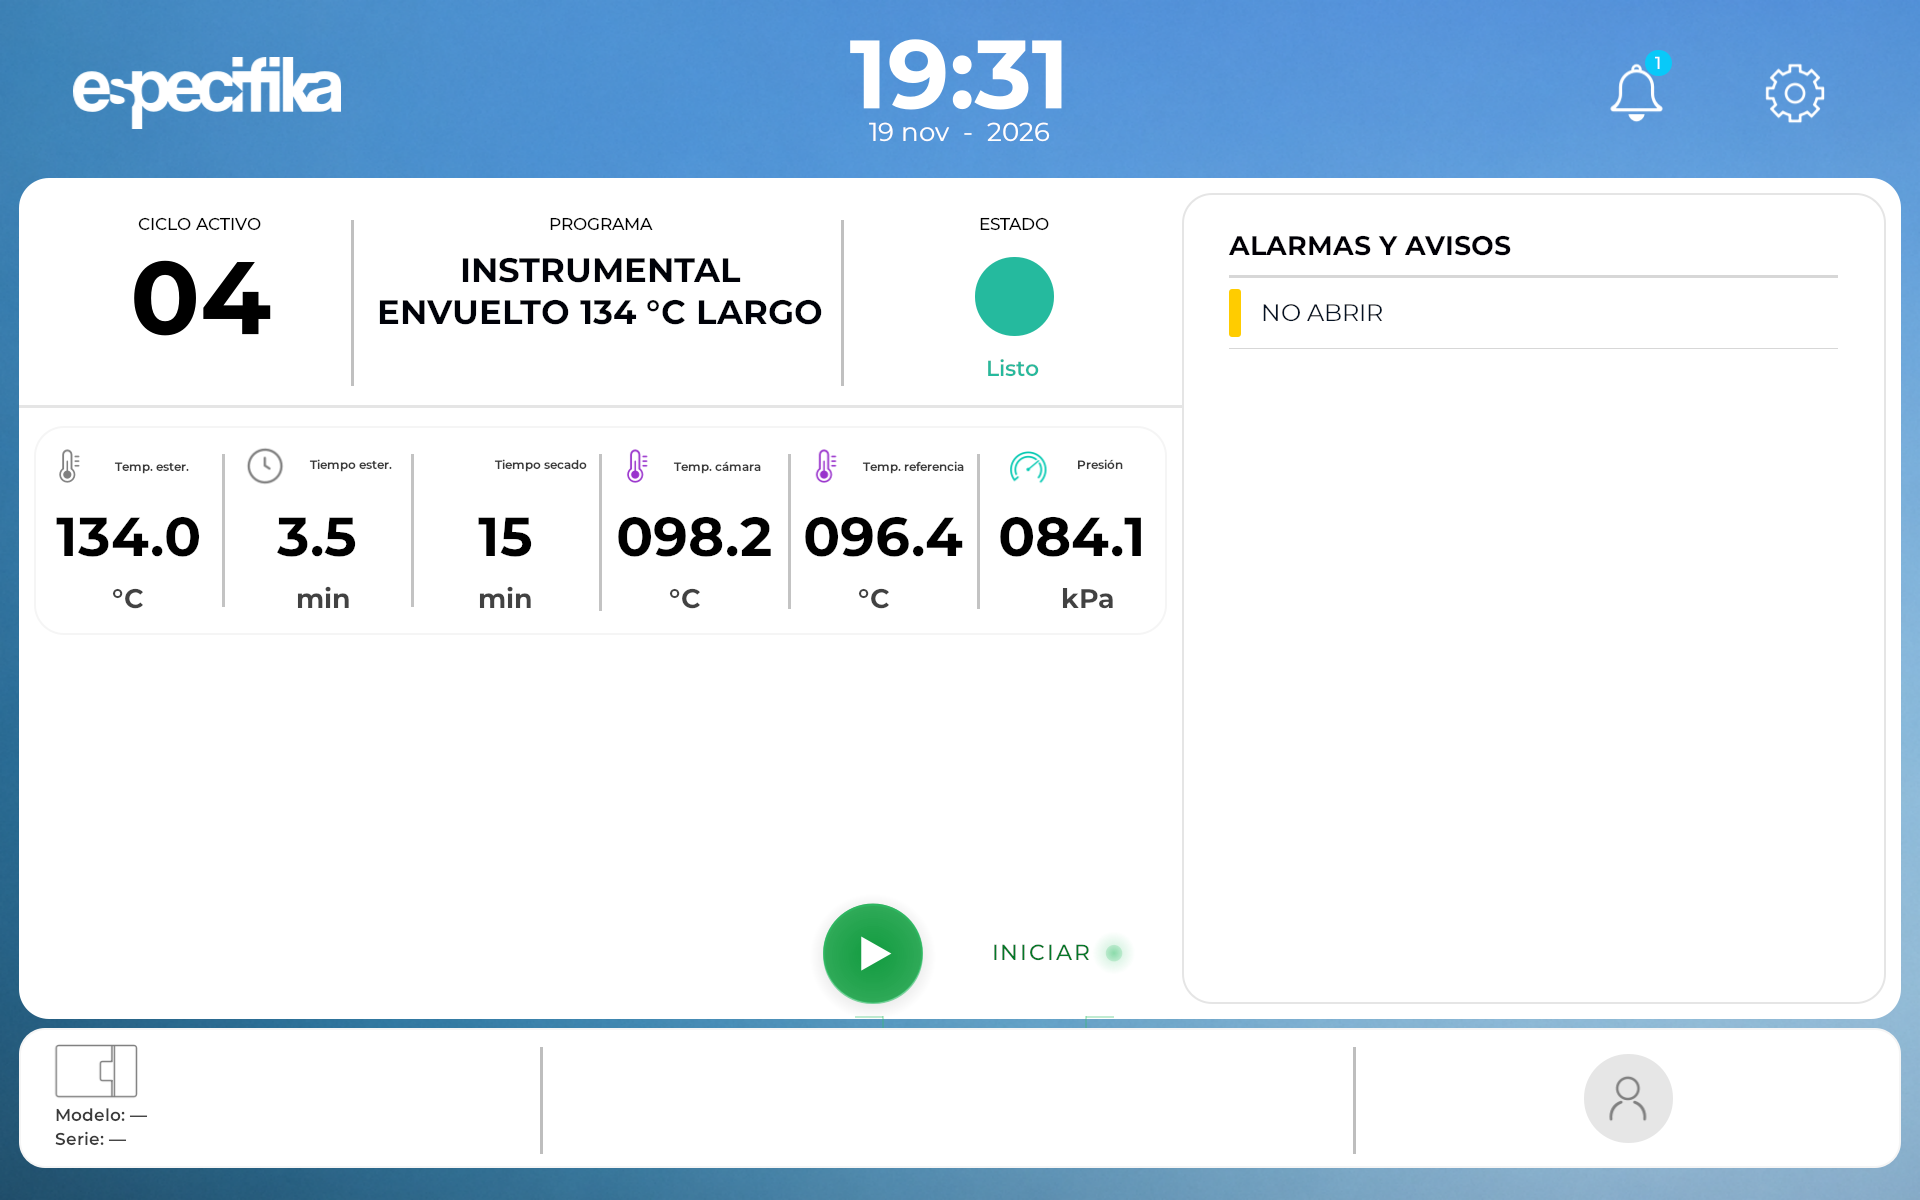 especifika
19:31
19 nov - 2026
1
CICLO ACTIVO
04
PROGRAMA
INSTRUMENTAL
ENVUELTO 134 °C LARGO
ESTADO
Listo
ALARMAS Y AVISOS
NO ABRIR
Temp. ester.
134.0
°C
Tiempo ester.
3.5
min
Tiempo secado
15
min
Temp. cámara
098.2
°C
Temp. referencia
096.4
°C
Presión
084.1
kPa
INICIAR
Modelo: —
Serie: —